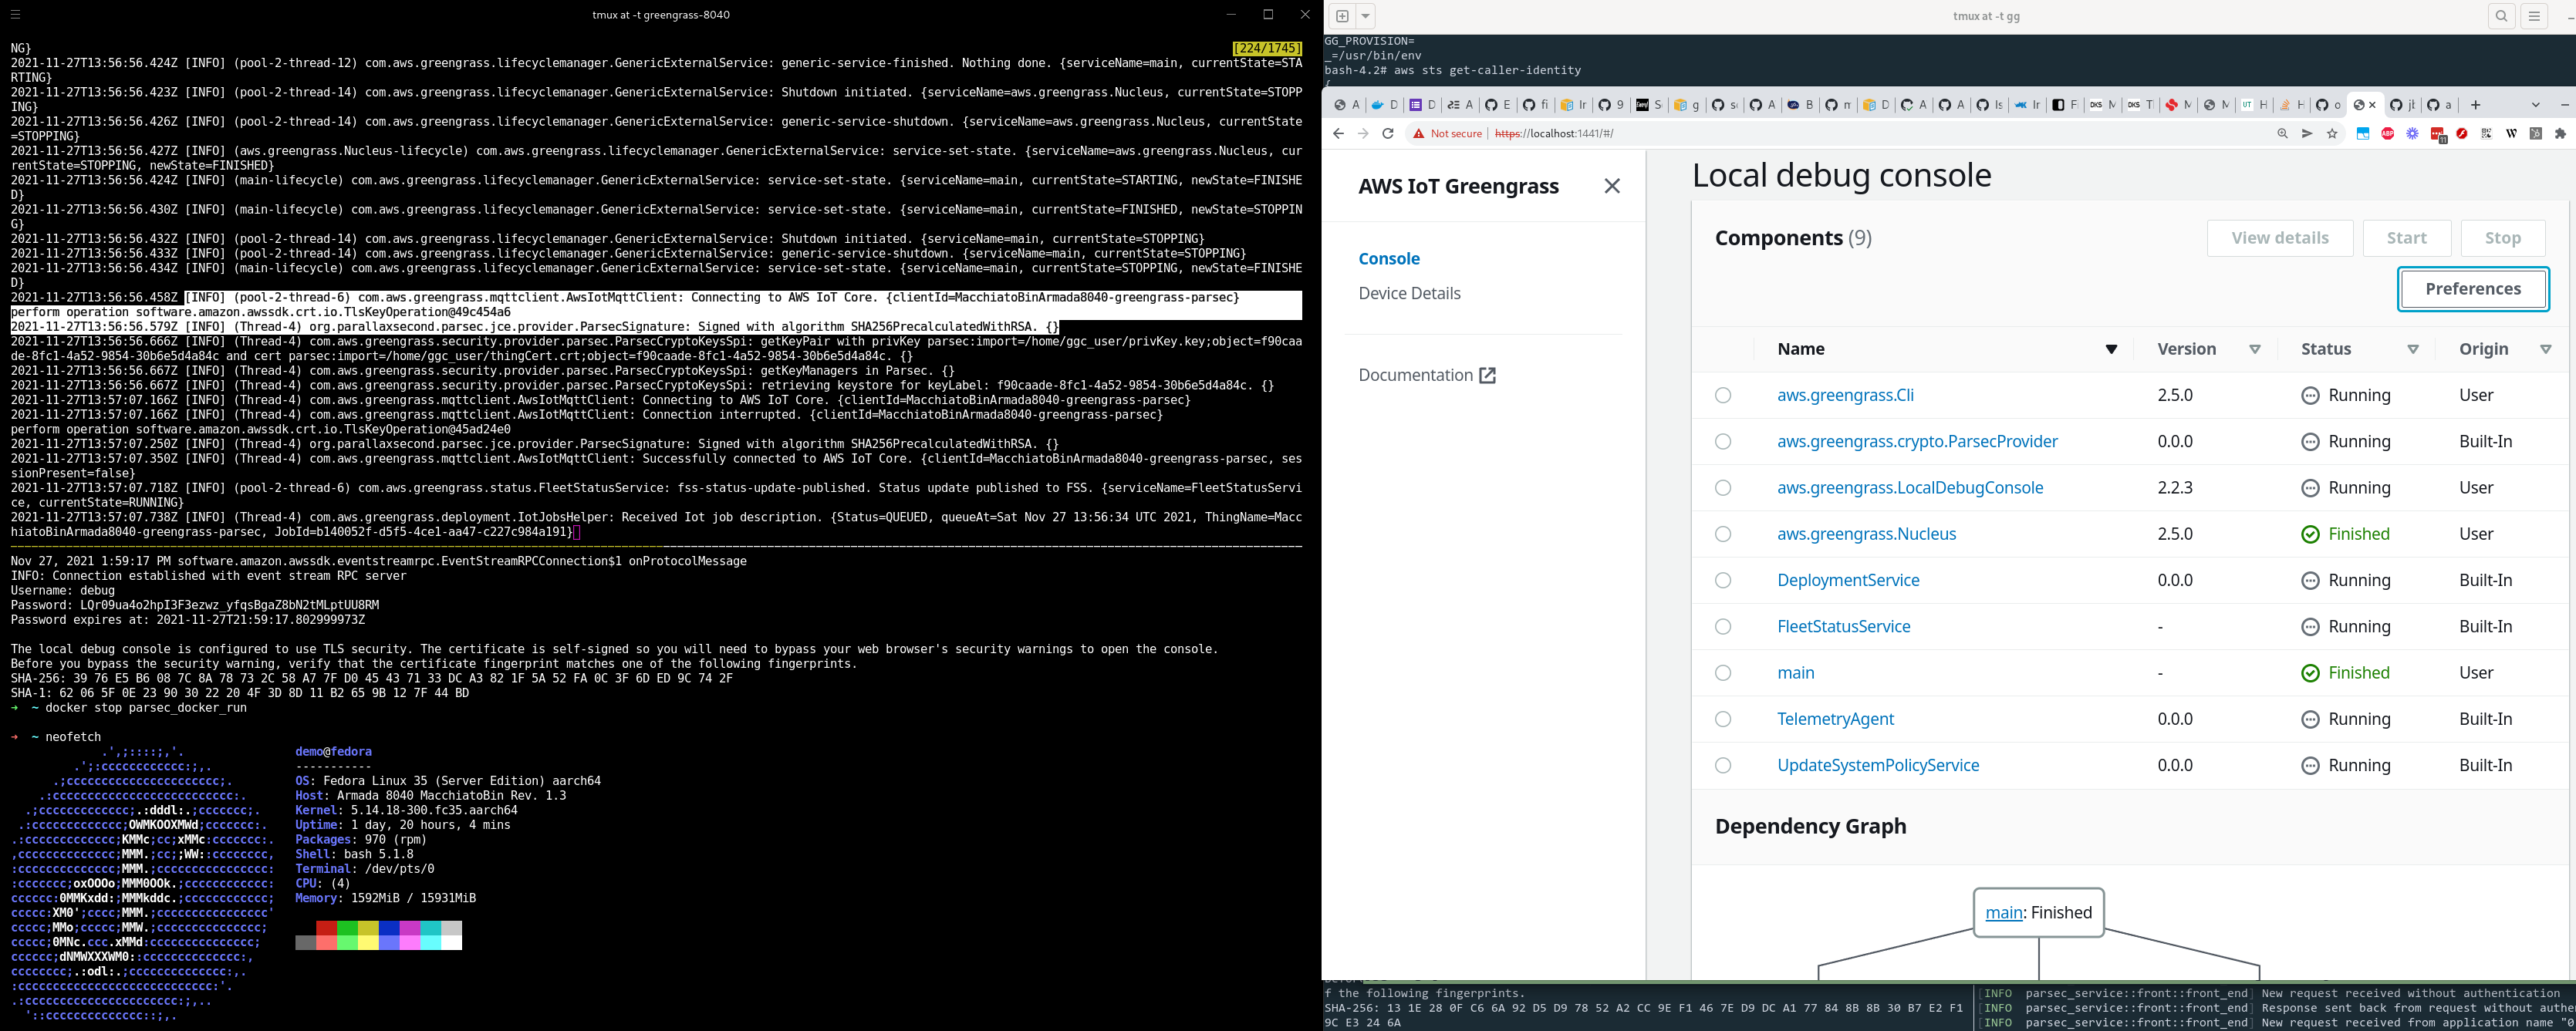 tmux at -t greengrass-8040
NG}
[224/1745]
2021-11-27T13:56:56.424Z [INFO] (pool-2-thread-12) com.aws.greengrass.lifecyclemanager.GenericExternalService: generic-service-finished. Nothing done. {serviceName=main, currentState=STA
RTING}
2021-11-27T13:56:56.423Z [INFO] (pool-2-thread-14) com.aws.greengrass.lifecyclemanager.GenericExternalService: Shutdown initiated. {serviceName=aws.greengrass.Nucleus, currentState=STOPP
ING}
2021-11-27T13:56:56.426Z [INFO] (pool-2-thread-14) com.aws.greengrass.lifecyclemanager.GenericExternalService: generic-service-shutdown. {serviceName=aws.greengrass.Nucleus, currentState
=STOPPING}
2021-11-27T13:56:56.427Z [INFO] (aws.greengrass.Nucleus-lifecycle) com.aws.greengrass.lifecyclemanager.GenericExternalService: service-set-state. {serviceName=aws.greengrass.Nucleus, cur
rentState=STOPPING, newState=FINISHED}
2021-11-27T13:56:56.424Z [INFO] (main-lifecycle) com.aws.greengrass.lifecyclemanager.GenericExternalService: service-set-state. {serviceName=main, currentState=STARTING, newState=FINISHE
D}
2021-11-27T13:56:56.430Z [INFO] (main-lifecycle) com.aws.greengrass.lifecyclemanager.GenericExternalService: service-set-state. {serviceName=main, currentState=FINISHED, newState=STOPPIN
G}
2021-11-27T13:56:56.432Z [INFO] (pool-2-thread-14) com.aws.greengrass.lifecyclemanager.GenericExternalService: Shutdown initiated. {serviceName=main, currentState=STOPPING}
2021-11-27T13:56:56.433Z [INFO] (pool-2-thread-14) com.aws.greengrass.lifecyclemanager.GenericExternalService: generic-service-shutdown. {serviceName=main, currentState=STOPPING}
2021-11-27T13:56:56.434Z [INFO] (main-lifecycle) com.aws.greengrass.lifecyclemanager.GenericExternalService: service-set-state. {serviceName=main, currentState=STOPPING, newState=FINISHE
D}
2021-11-27T13:56:56.458Z [INFO] (pool-2-thread-6) com.aws.greengrass.mqttclient.AwsIotMqttClient: Connecting to AWS IoT Core. {clientId=MacchiatoBinArmada8040-greengrass-parsec}
perform operation software.amazon.awssdk.crt.io.TlsKeyOperation@49c454a6
2021-11-27T13:56:56.579Z [INFO] (Thread-4) org.parallaxsecond.parsec.jce.provider.ParsecSignature: Signed with algorithm SHA256PrecalculatedWithRSA. {}
2021-11-27T13:56:56.666Z [INFO] (Thread-4) com.aws.greengrass.security.provider.parsec.ParsecCryptoKeysSpi: getKeyPair with privKey parsec:import=/home/ggc_user/privKey.key;object=f90caa
de-8fc1-4a52-9854-30b6e5d4a84c and cert parsec:import=/home/ggc_user/thingCert.crt;object=f90caade-8fc1-4a52-9854-30b6e5d4a84c. {}
2021-11-27T13:56:56.667Z [INFO] (Thread-4) com.aws.greengrass.security.provider.parsec.ParsecCryptoKeysSpi: getKeyManagers in Parsec. {}
2021-11-27T13:56:56.667Z [INFO] (Thread-4) com.aws.greengrass.security.provider.parsec.ParsecCryptoKeysSpi: retrieving keystore for keyLabel: f90caade-8fc1-4a52-9854-30b6e5d4a84c. {}
2021-11-27T13:57:07.166Z [INFO] (Thread-4) com.aws.greengrass.mqttclient.AwsIotMqttClient: Connecting to AWS IoT Core. {clientId=MacchiatoBinArmada8040-greengrass-parsec}
2021-11-27T13:57:07.166Z [INFO] (Thread-4) com.aws.greengrass.mqttclient.AwsIotMqttClient: Connection interrupted. {clientId=MacchiatoBinArmada8040-greengrass-parsec}
perform operation software.amazon.awssdk.crt.io.TlsKeyOperation@45ad24e0
2021-11-27T13:57:07.250Z [INFO] (Thread-4) org.parallaxsecond.parsec.jce.provider.ParsecSignature: Signed with algorithm SHA256PrecalculatedWithRSA. {}
2021-11-27T13:57:07.350Z [INFO] (Thread-4) com.aws.greengrass.mqttclient.AwsIotMqttClient: Successfully connected to AWS IoT Core. {clientId=MacchiatoBinArmada8040-greengrass-parsec, ses
sionPresent=false}
2021-11-27T13:57:07.718Z [INFO] (pool-2-thread-6) com.aws.greengrass.status.FleetStatusService: fss-status-update-published. Status update published to FSS. {serviceName=FleetStatusServi
ce, currentState=RUNNING}
2021-11-27T13:57:07.738Z [INFO] (Thread-4) com.aws.greengrass.deployment.IotJobsHelper: Received Iot job description. {Status=QUEUED, queueAt=Sat Nov 27 13:56:34 UTC 2021, ThingName=Macc
hiatoBinArmada8040-greengrass-parsec, JobId=b140052f-d5f5-4ce1-aa47-c227c984a191}
Nov 27, 2021 1:59:17 PM software.amazon.awssdk.eventstreamrpc.EventStreamRPCConnection$1 onProtocolMessage
INFO: Connection established with event stream RPC server
Username: debug
Password: LQr09ua4o2hpI3F3ezwz_yfqsBgaZ8bN2tMLptUU8RM
Password expires at: 2021-11-27T21:59:17.802999973Z
The local debug console is configured to use TLS security. The certificate is self-signed so you will need to bypass your web browser's security warnings to open the console.
Before you bypass the security warning, verify that the certificate fingerprint matches one of the following fingerprints.
SHA-256: 39 76 E5 B6 08 7C 8A 78 73 2C 58 A7 7F D0 45 43 71 33 DC A3 82 1F 5A 52 FA 0C 3F 6D ED 9C 74 2F
SHA-1: 62 06 5F 0E 23 90 30 22 20 4F 3D 8D 11 B2 65 9B 12 7F 44 BD
➜ ~ docker stop parsec_docker_run
➜ ~ neofetch
demo@fedora
-----------
OS: Fedora Linux 35 (Server Edition) aarch64
Host: Armada 8040 MacchiatoBin Rev. 1.3
Kernel: 5.14.18-300.fc35.aarch64
Uptime: 1 day, 20 hours, 4 mins
Packages: 970 (rpm)
Shell: bash 5.1.8
Terminal: /dev/pts/0
CPU: (4)
Memory: 1592MiB / 15931MiB
tmux at -t gg
GG_PROVISION=
_=/usr/bin/env
bash-4.2# aws sts get-caller-identity
{
Not secure | https://localhost:1441/#/
AWS IoT Greengrass
Console
Device Details
Documentation
Local debug console
Components (9)
View details
Start
Stop
Preferences
Name Version Status Origin
aws.greengrass.Cli 2.5.0 Running User
aws.greengrass.crypto.ParsecProvider 0.0.0 Running Built-In
aws.greengrass.LocalDebugConsole 2.2.3 Running User
aws.greengrass.Nucleus 2.5.0 Finished User
DeploymentService 0.0.0 Running Built-In
FleetStatusService - Running Built-In
main - Finished User
TelemetryAgent 0.0.0 Running Built-In
UpdateSystemPolicyService 0.0.0 Running Built-In
Dependency Graph
main: Finished
f the following fingerprints.
SHA-256: 13 1E 28 0F C6 6A 92 D5 D9 78 52 A2 CC 9E F1 46 7E D9 DC A1 77 84 8B 8B 30 B7 E2 F1
9C E3 24 6A
[INFO parsec_service::front::front_end] New request received without authentication
[INFO parsec_service::front::front_end] Response sent back from request without authe
[INFO parsec_service::front::front_end] New request received from application name "0